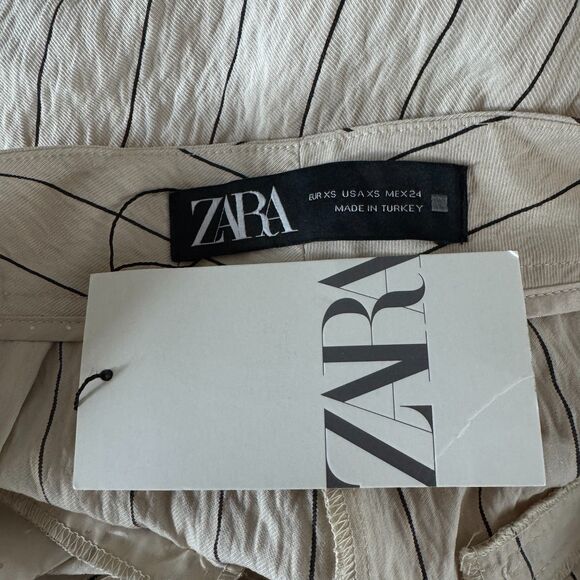 ZARA
EUR XS USA XS MEX 24
MADE IN TURKEY
ZARA